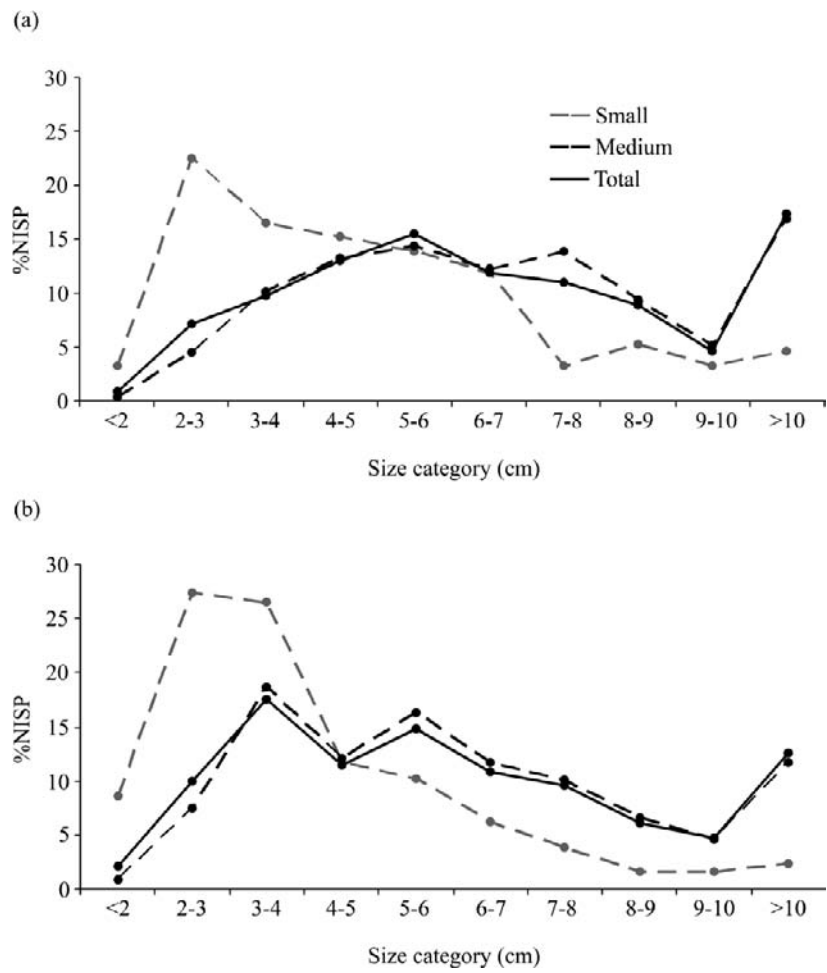 (a)
30
25
20
15
10
5
0
%NISP
Small
Medium
Total
<2 2-3 3-4 4-5 5-6 6-7 7-8 8-9 9-10 >10
Size category (cm)
(b)
30
25
20
15
10
5
0
%NISP
<2 2-3 3-4 4-5 5-6 6-7 7-8 8-9 9-10 >10
Size category (cm)